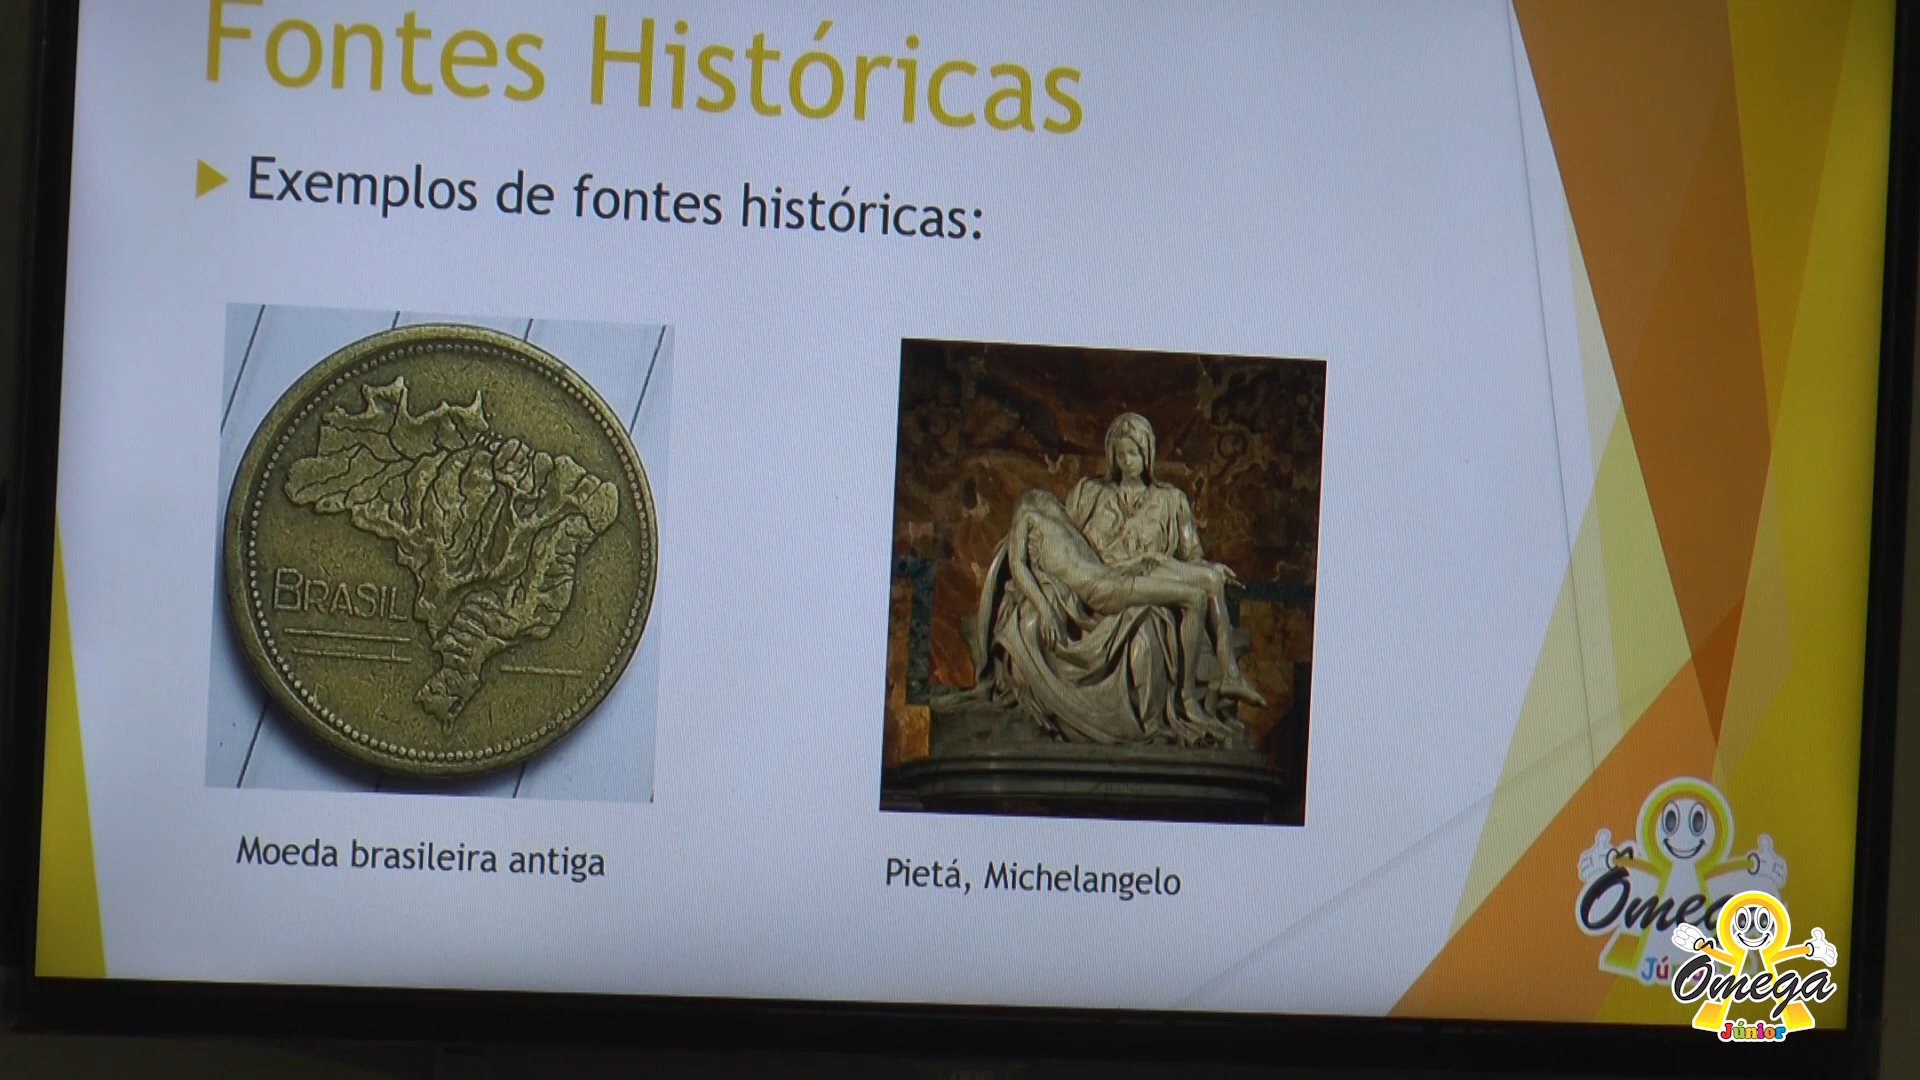 Fontes Históricas
Exemplos de fontes históricas:
BRASIL
Moeda brasileira antiga
Pietá, Michelangelo
Ômega
Júnior